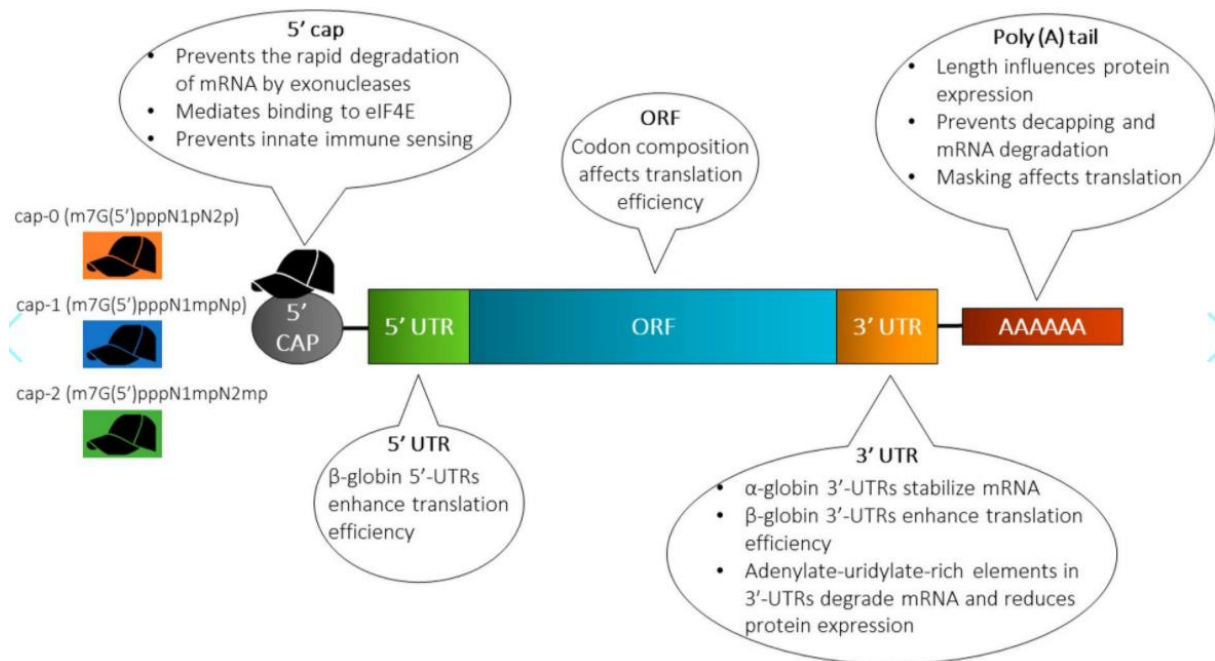 5′ cap
• Prevents the rapid degradation
of mRNA by exonucleases
• Mediates binding to eIF4E
• Prevents innate immune sensing
ORF
Codon composition
affects translation
efficiency
Poly (A) tail
• Length influences protein
expression
• Prevents decapping and
mRNA degradation
• Masking affects translation
cap-0 (m7G(5′)pppN1pN2p)
cap-1 (m7G(5′)pppN1mpNp)
cap-2 (m7G(5′)pppN1mpN2mp
5′
CAP
5′ UTR
ORF
3′ UTR
AAAAAA
5′ UTR
β-globin 5′-UTRs
enhance translation
efficiency
3′ UTR
• α-globin 3′-UTRs stabilize mRNA
• β-globin 3′-UTRs enhance translation
efficiency
• Adenylate-uridylate-rich elements in
3′-UTRs degrade mRNA and reduces
protein expression